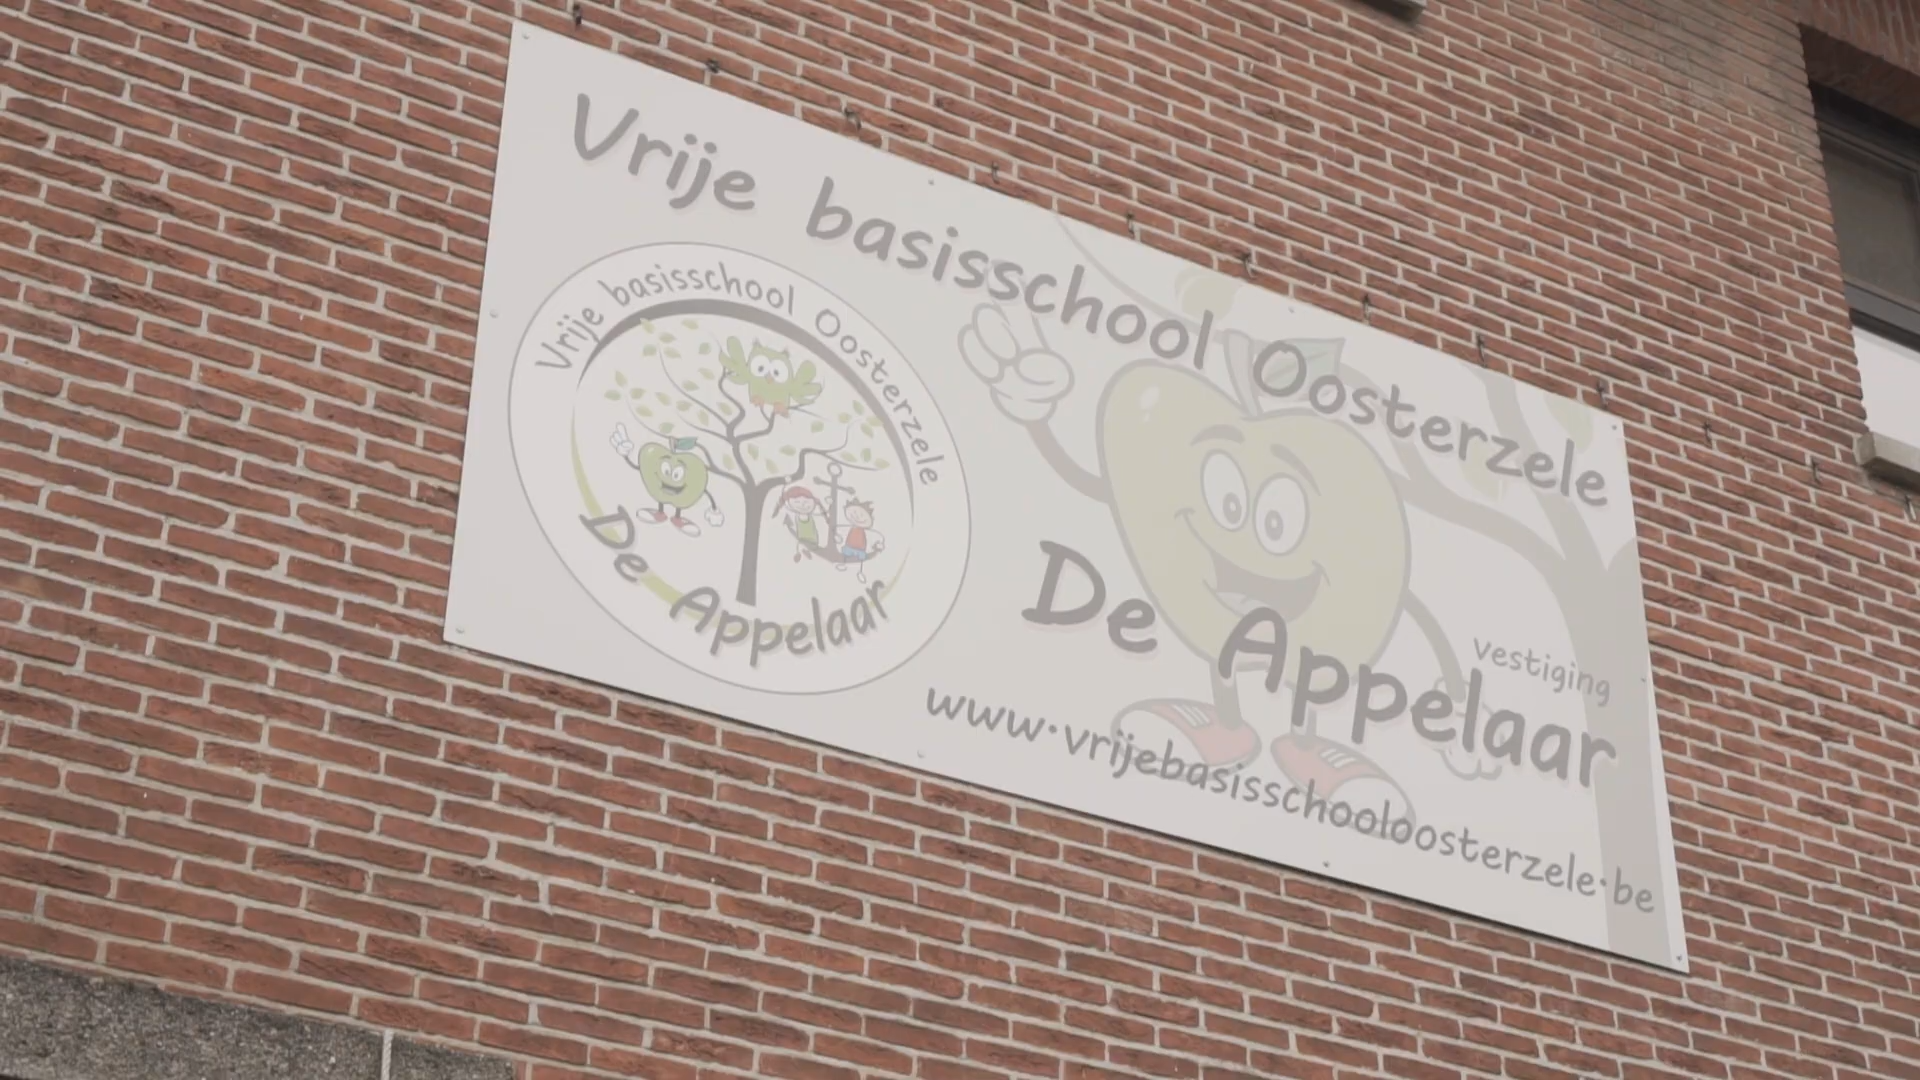 Vrije basisschool Oosterzele
Vrije basisschool Oosterzele
De Appelaar
De Appelaar
vestiging
www.vrijebasisschooloosterzele.be